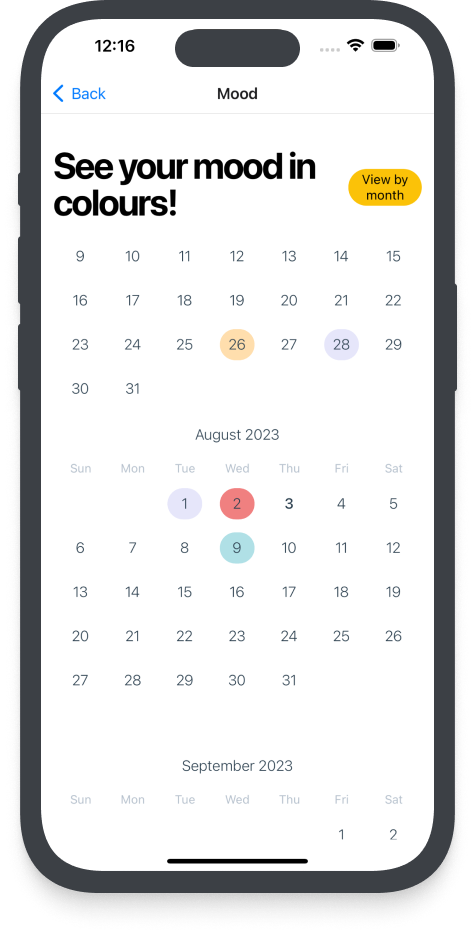 12:16
Back Mood
See your mood in
colours!
View by
month
9 10 11 12 13 14 15
16 17 18 19 20 21 22
23 24 25 26 27 28 29
30 31
August 2023
Sun Mon Tue Wed Thu Fri Sat
1 2 3 4 5
6 7 8 9 10 11 12
13 14 15 16 17 18 19
20 21 22 23 24 25 26
27 28 29 30 31
September 2023
Sun Mon Tue Wed Thu Fri Sat
1 2